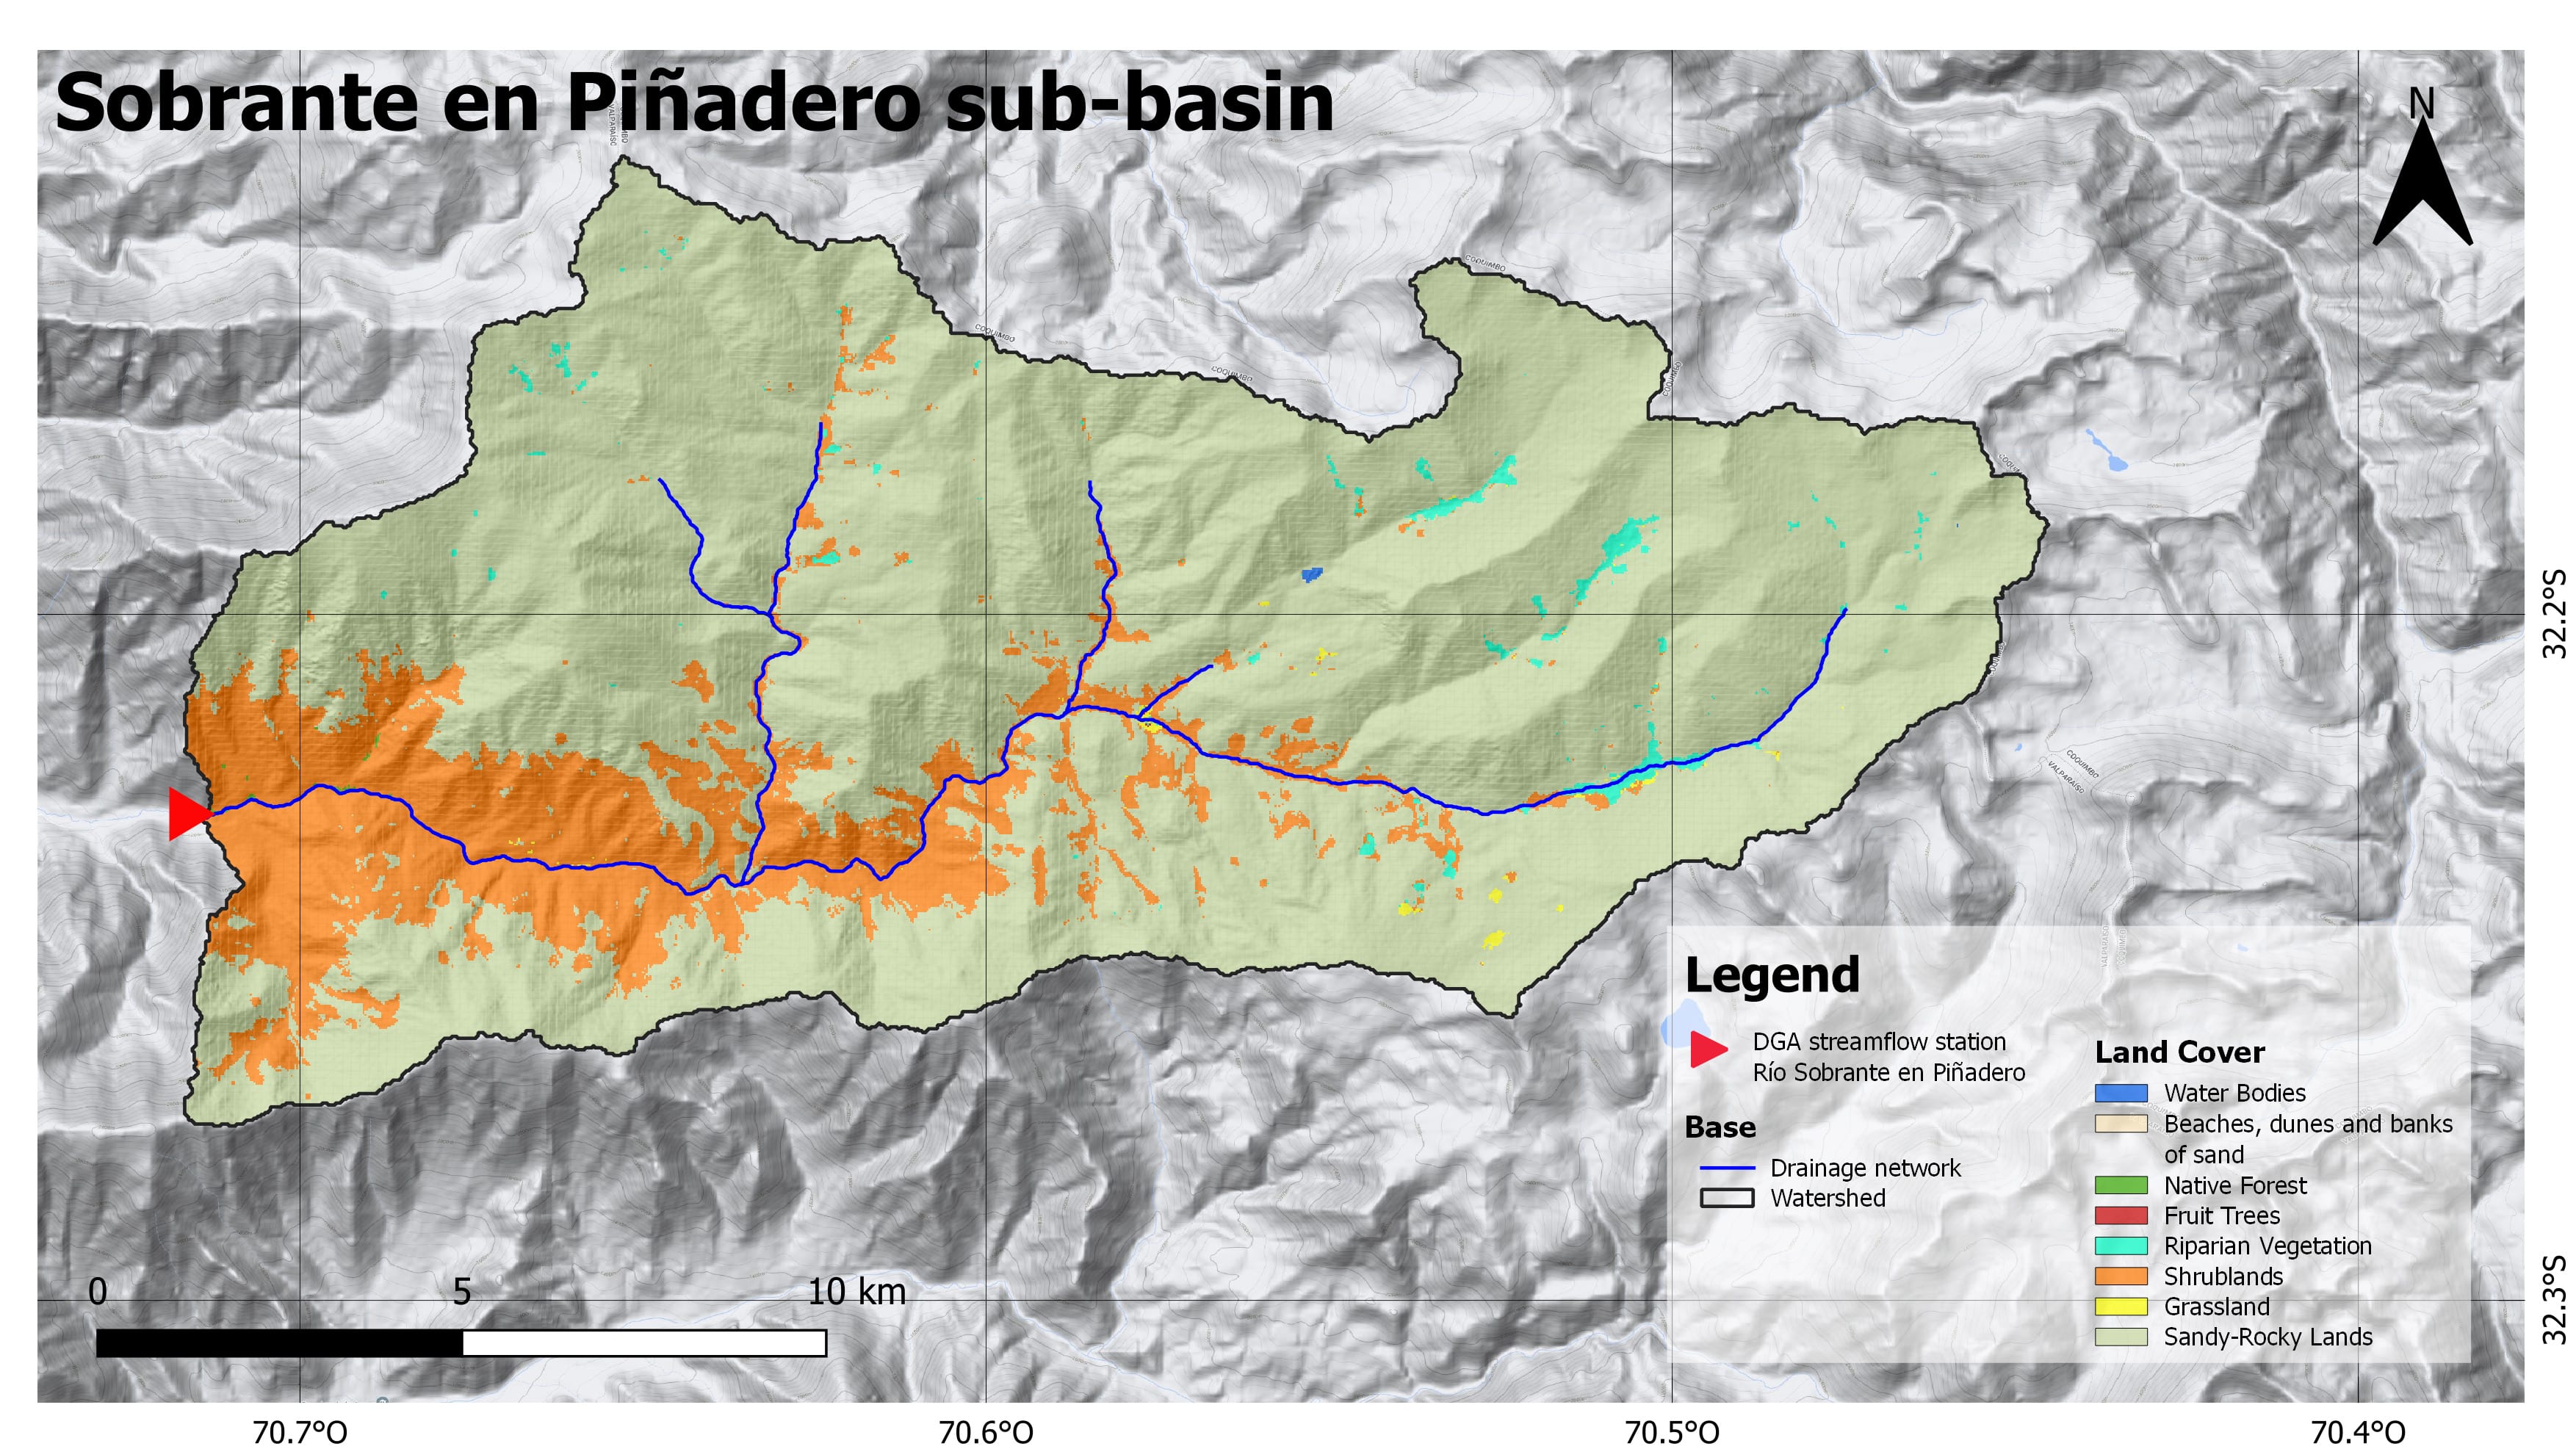 Sobrante en Piñadero sub-basin
N
VALPARAÍSO
COQUIMBO
COQUIMBO
COQUIMBO
COQUIMBO
COQUIMBO
32.2°S
COQUIMBO
VALPARAÍSO
Legend
DGA streamflow station
Río Sobrante en Piñadero
Base
Drainage network
Watershed
Land Cover
Water Bodies
Beaches, dunes and banks
of sand
Native Forest
Fruit Trees
Riparian Vegetation
Shrublands
Grassland
Sandy-Rocky Lands
0 5 10 km
32.3°S
70.7°O 70.6°O 70.5°O 70.4°O